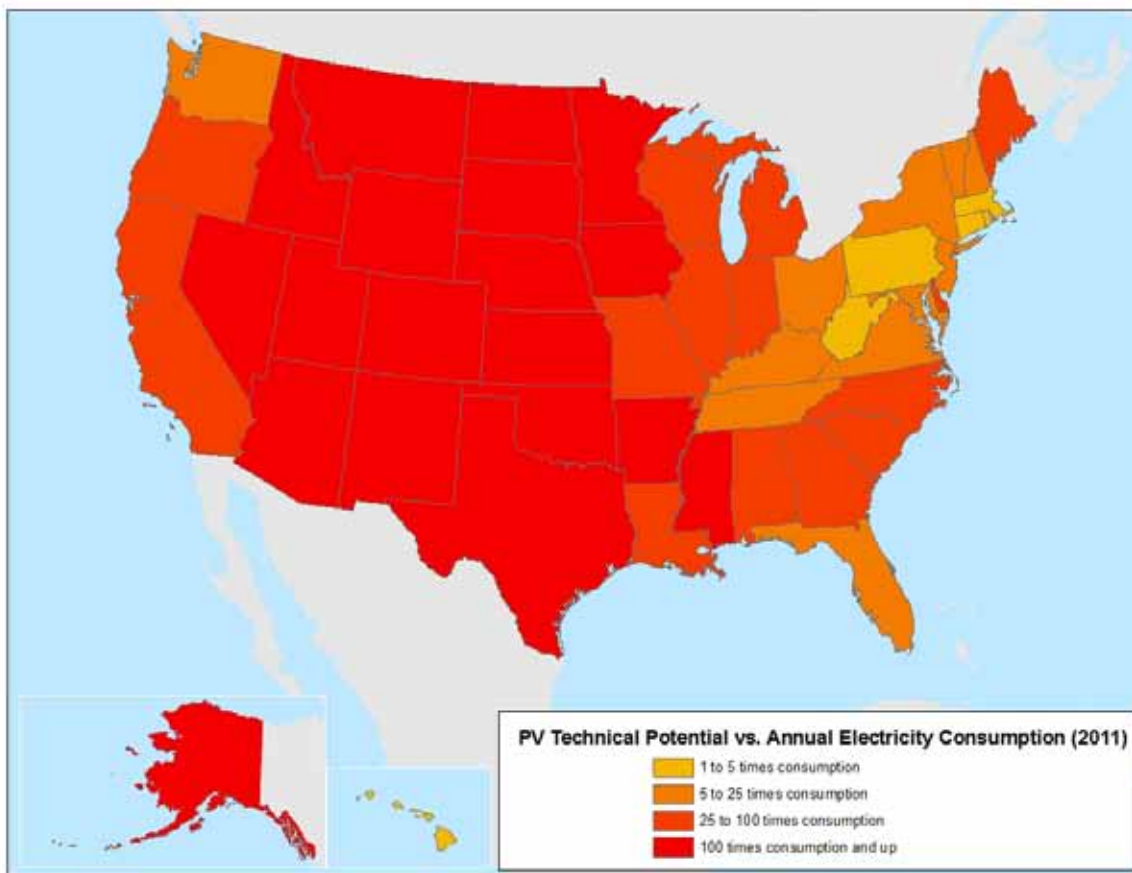 PV Technical Potential vs. Annual Electricity Consumption (2011)
1 to 5 times consumption
5 to 25 times consumption
25 to 100 times consumption
100 times consumption and up